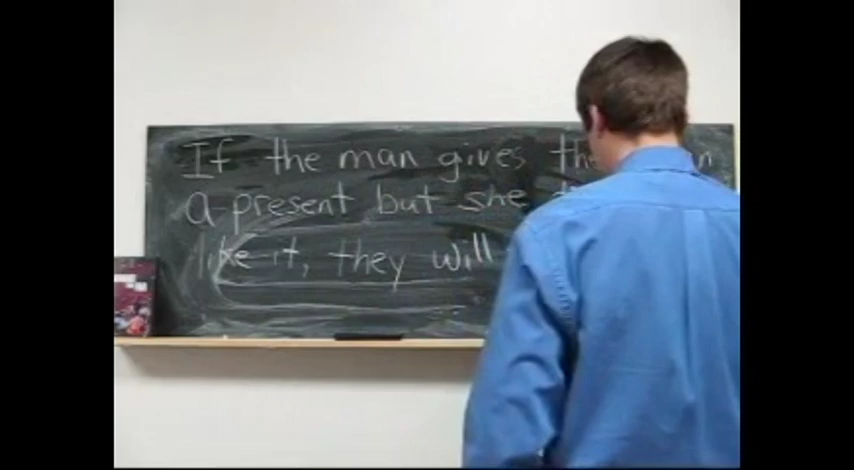 If the man gives
a present but she
like it, they will